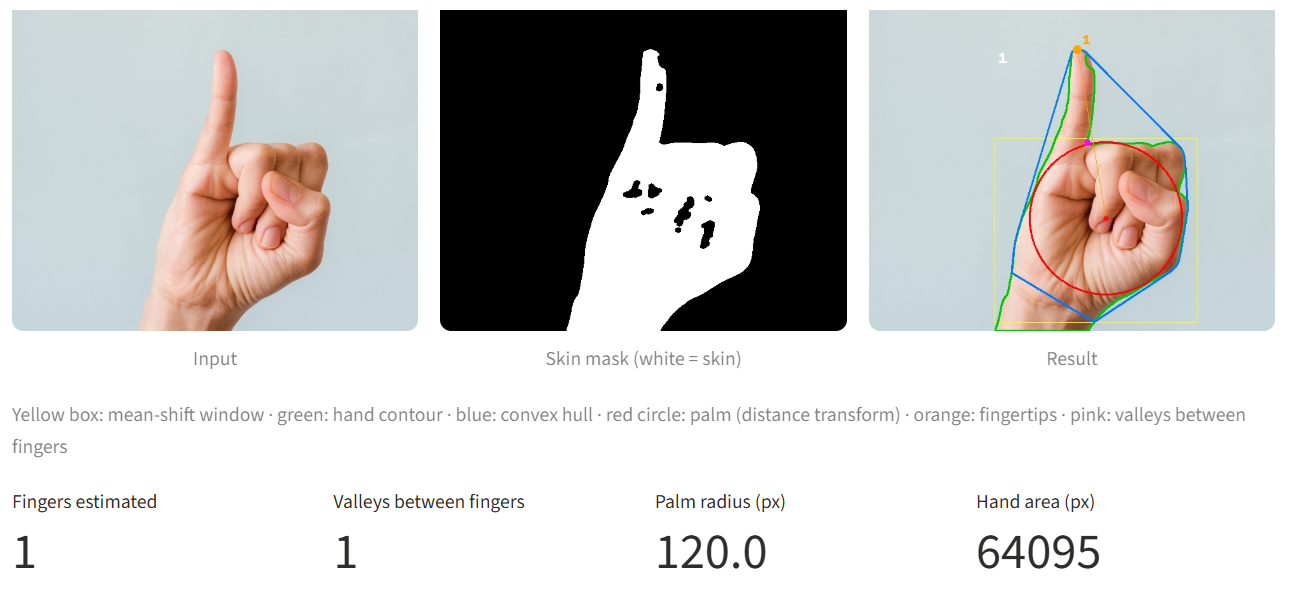 1
1
Input
Skin mask (white = skin)
Result
Yellow box: mean-shift window · green: hand contour · blue: convex hull · red circle: palm (distance transform) · orange: fingertips · pink: valleys between
fingers
Fingers estimated
Valleys between fingers
Palm radius (px)
Hand area (px)
1
1
120.0
64095